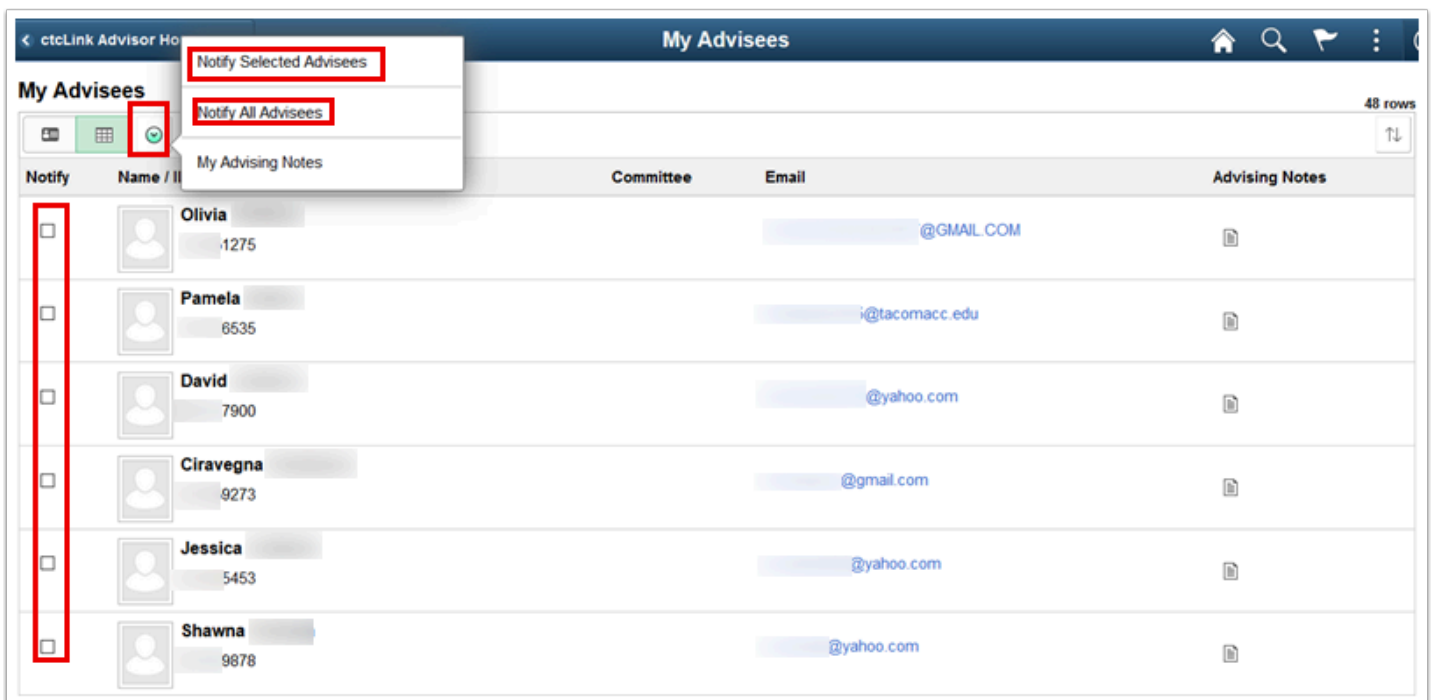 ctcLink Advisor Ho
My Advisees
Notify Selected Advisees
Notify All Advisees
My Advising Notes
My Advisees
48 rows
Notify Name / Committee Email Advising Notes
Olivia
1275 @GMAIL.COM
Pamela
6535 @tacomacc.edu
David
7900 @yahoo.com
Ciravegna
9273 @gmail.com
Jessica
5453 @yahoo.com
Shawna
9878 @yahoo.com